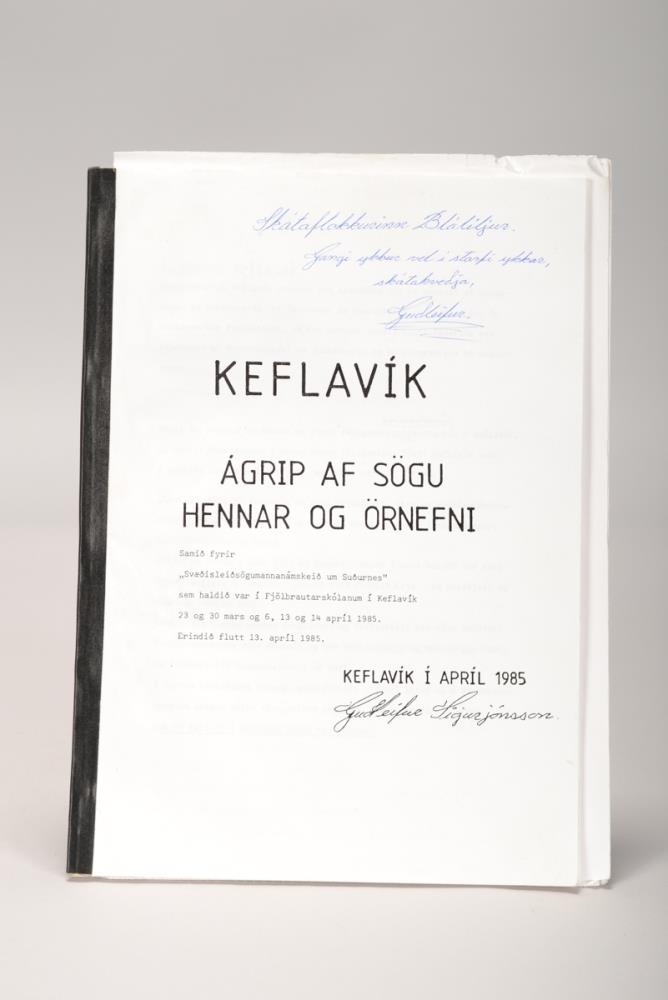 Skátaflokkurinn Bláliljur.
Gangi ykkur vel í starfi ykkar,
skátakveðja,
Guðleifur.
KEFLAVÍK
ÁGRIP AF SÖGU
HENNAR OG ÖRNEFNI
Samið fyrir
„Svæðisleiðsögumannanámskeið um Suðurnes"
sem haldið var í Fjölbrautarskólanum í Keflavík
23 og 30 mars og 6, 13 og 14 apríl 1985.
Erindið flutt 13. apríl 1985.
KEFLAVÍK Í APRÍL 1985
Guðleifur Sigurjónsson.